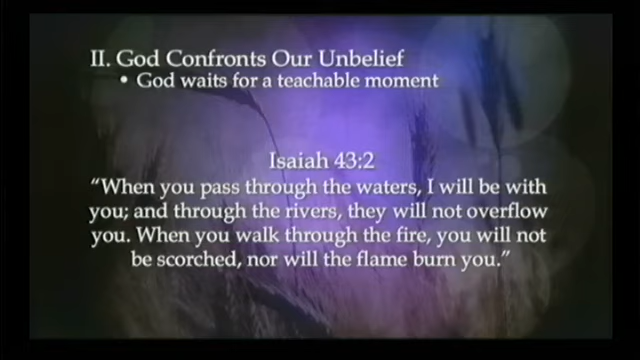 II. God Confronts Our Unbelief
• God waits for a teachable moment
Isaiah 43:2
“When you pass through the waters, I will be with
you; and through the rivers, they will not overflow
you. When you walk through the fire, you will not
be scorched, nor will the flame burn you.”